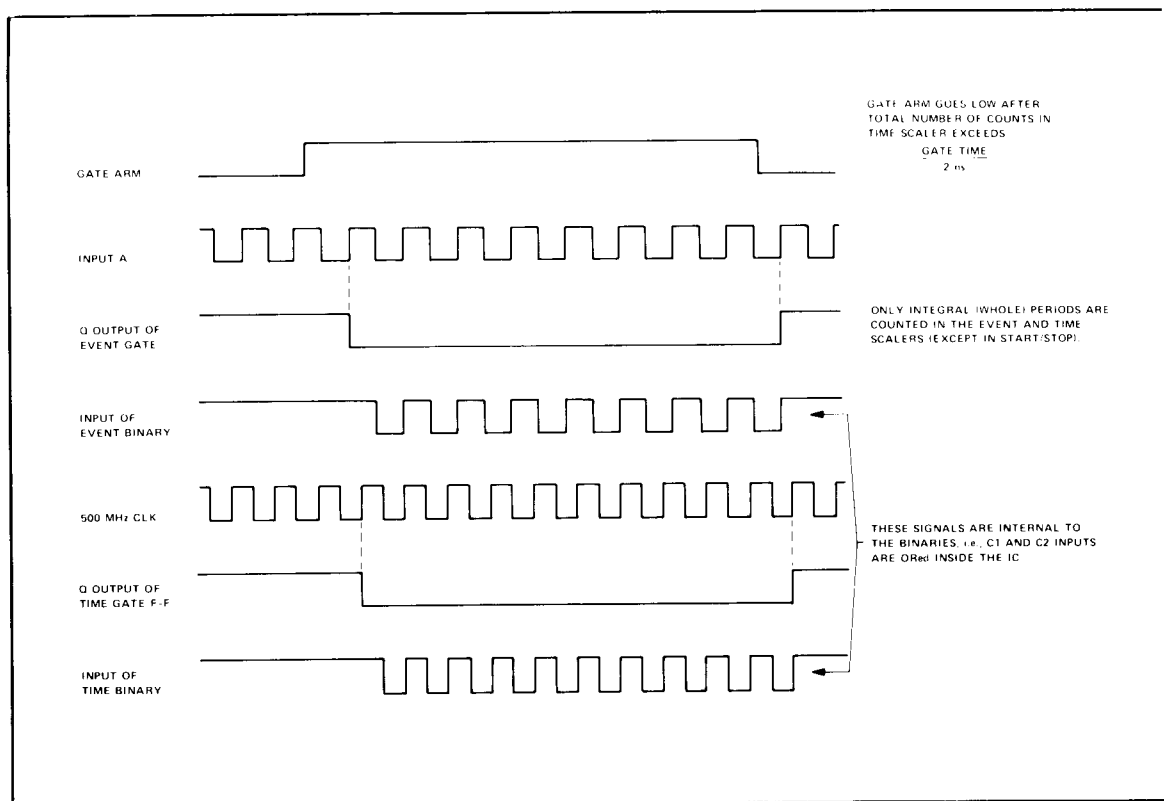 GATE ARM GOES LOW AFTER
TOTAL NUMBER OF COUNTS IN
TIME SCALER EXCEEDS
GATE TIME
2 ns
GATE ARM
INPUT A
Q OUTPUT OF
EVENT GATE
ONLY INTEGRAL (WHOLE) PERIODS ARE
COUNTED IN THE EVENT AND TIME
SCALERS (EXCEPT IN START/STOP).
INPUT OF
EVENT BINARY
500 MHz CLK
THESE SIGNALS ARE INTERNAL TO
THE BINARIES, i.e., C1 AND C2 INPUTS
ARE ORed INSIDE THE IC
Q OUTPUT OF
TIME GATE F-F
INPUT OF
TIME BINARY